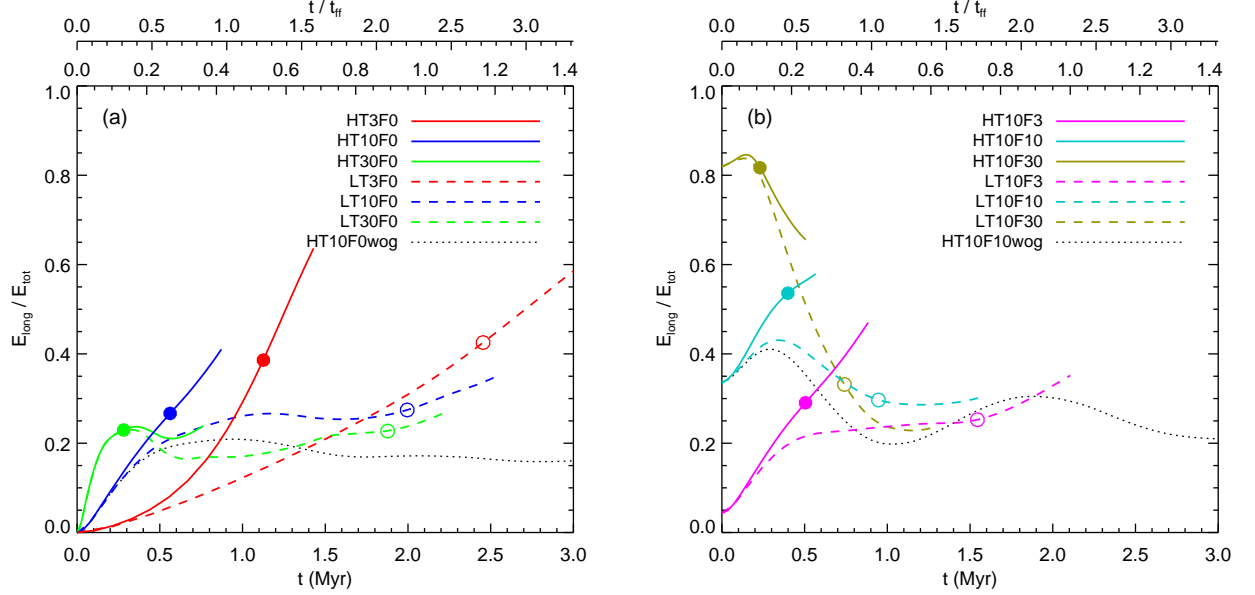 t / t_ff
0.0 0.5 1.0 1.5 2.0 2.5 3.0
0.0 0.2 0.4 0.6 0.8 1.0 1.2 1.4
(a)
HT3F0
HT10F0
HT30F0
LT3F0
LT10F0
LT30F0
HT10F0wog
1.0
0.8
0.6
0.4
0.2
0.0
E_long / E_tot
0.0 0.5 1.0 1.5 2.0 2.5 3.0
t (Myr)
t / t_ff
0.0 0.5 1.0 1.5 2.0 2.5 3.0
0.0 0.2 0.4 0.6 0.8 1.0 1.2 1.4
(b)
HT10F3
HT10F10
HT10F30
LT10F3
LT10F10
LT10F30
HT10F10wog
1.0
0.8
0.6
0.4
0.2
0.0
E_long / E_tot
0.0 0.5 1.0 1.5 2.0 2.5 3.0
t (Myr)